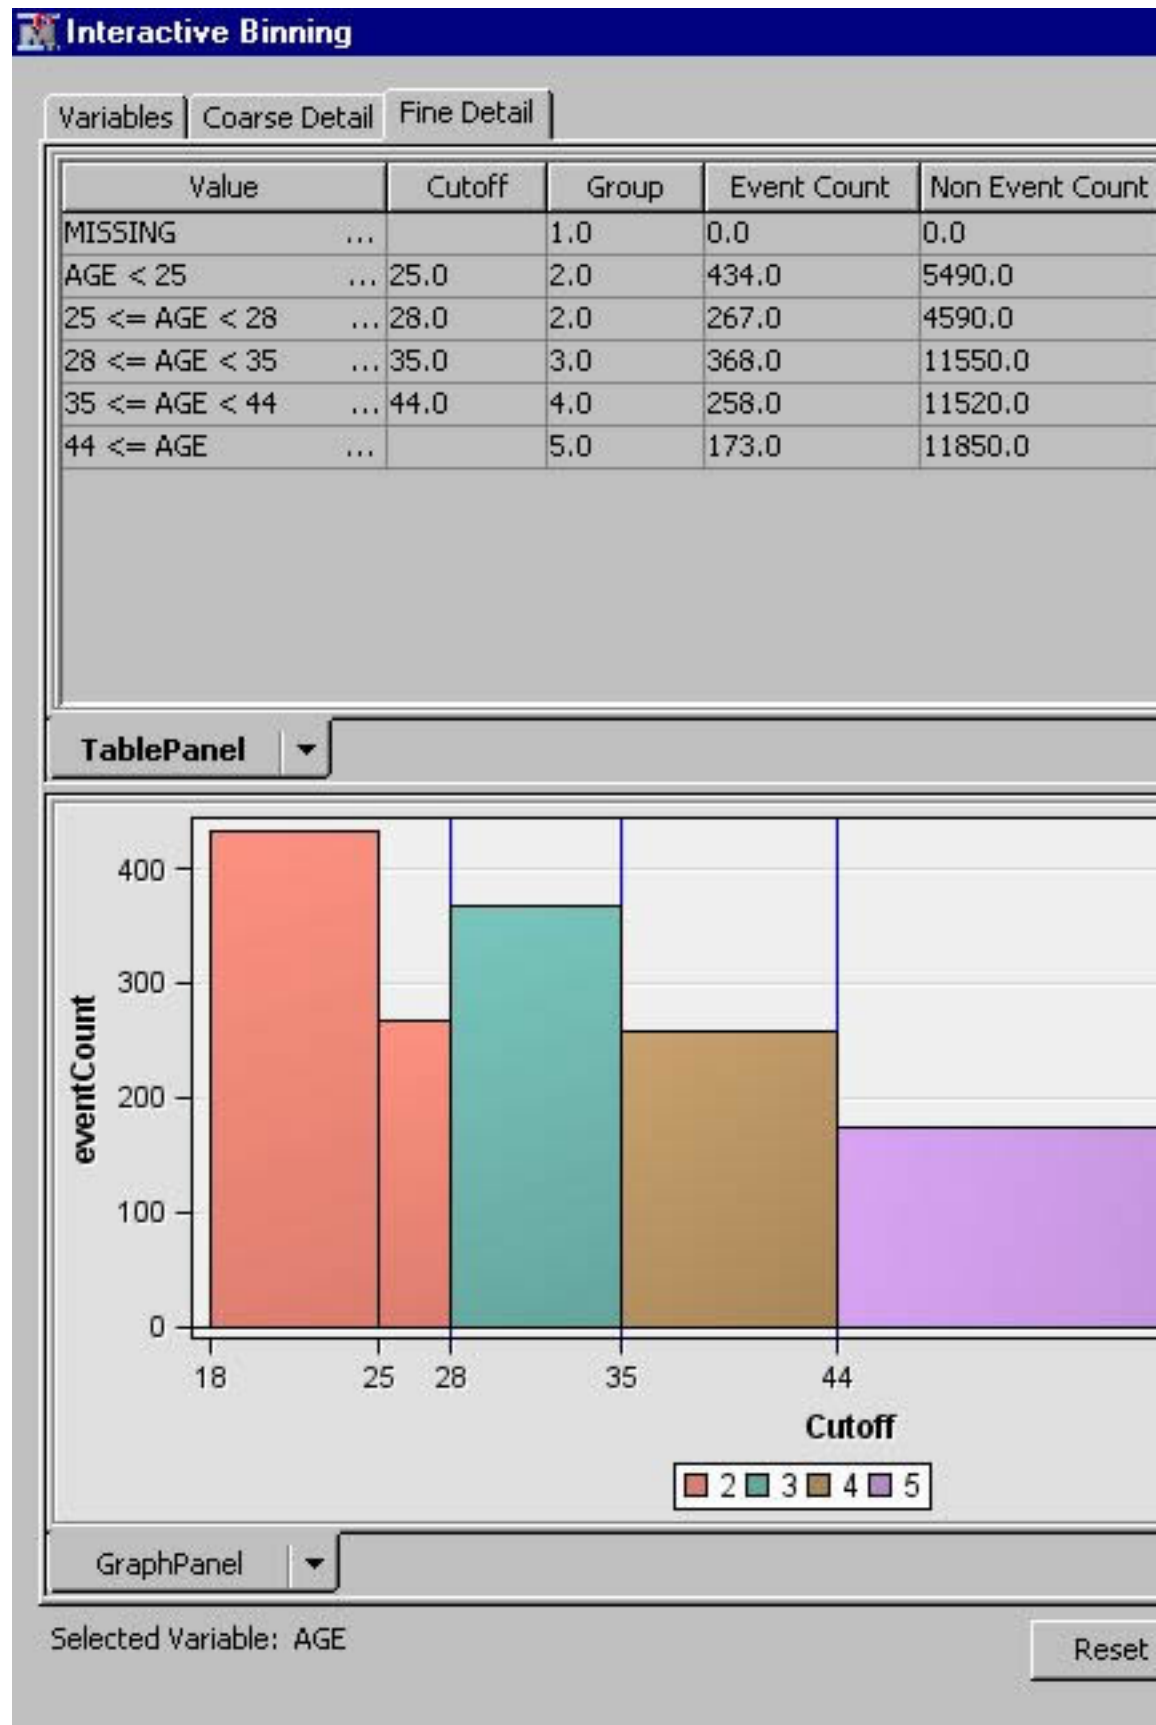 Interactive Binning
Variables Coarse Detail Fine Detail
Value Cutoff Group Event Count Non Event Count
MISSING ... 1.0 0.0 0.0
AGE < 25 ... 25.0 2.0 434.0 5490.0
25 <= AGE < 28 ... 28.0 2.0 267.0 4590.0
28 <= AGE < 35 ... 35.0 3.0 368.0 11550.0
35 <= AGE < 44 ... 44.0 4.0 258.0 11520.0
44 <= AGE ... 5.0 173.0 11850.0
TablePanel
400
300
200
100
0
eventCount
18 25 28 35 44
Cutoff
2 3 4 5
GraphPanel
Selected Variable: AGE
Reset